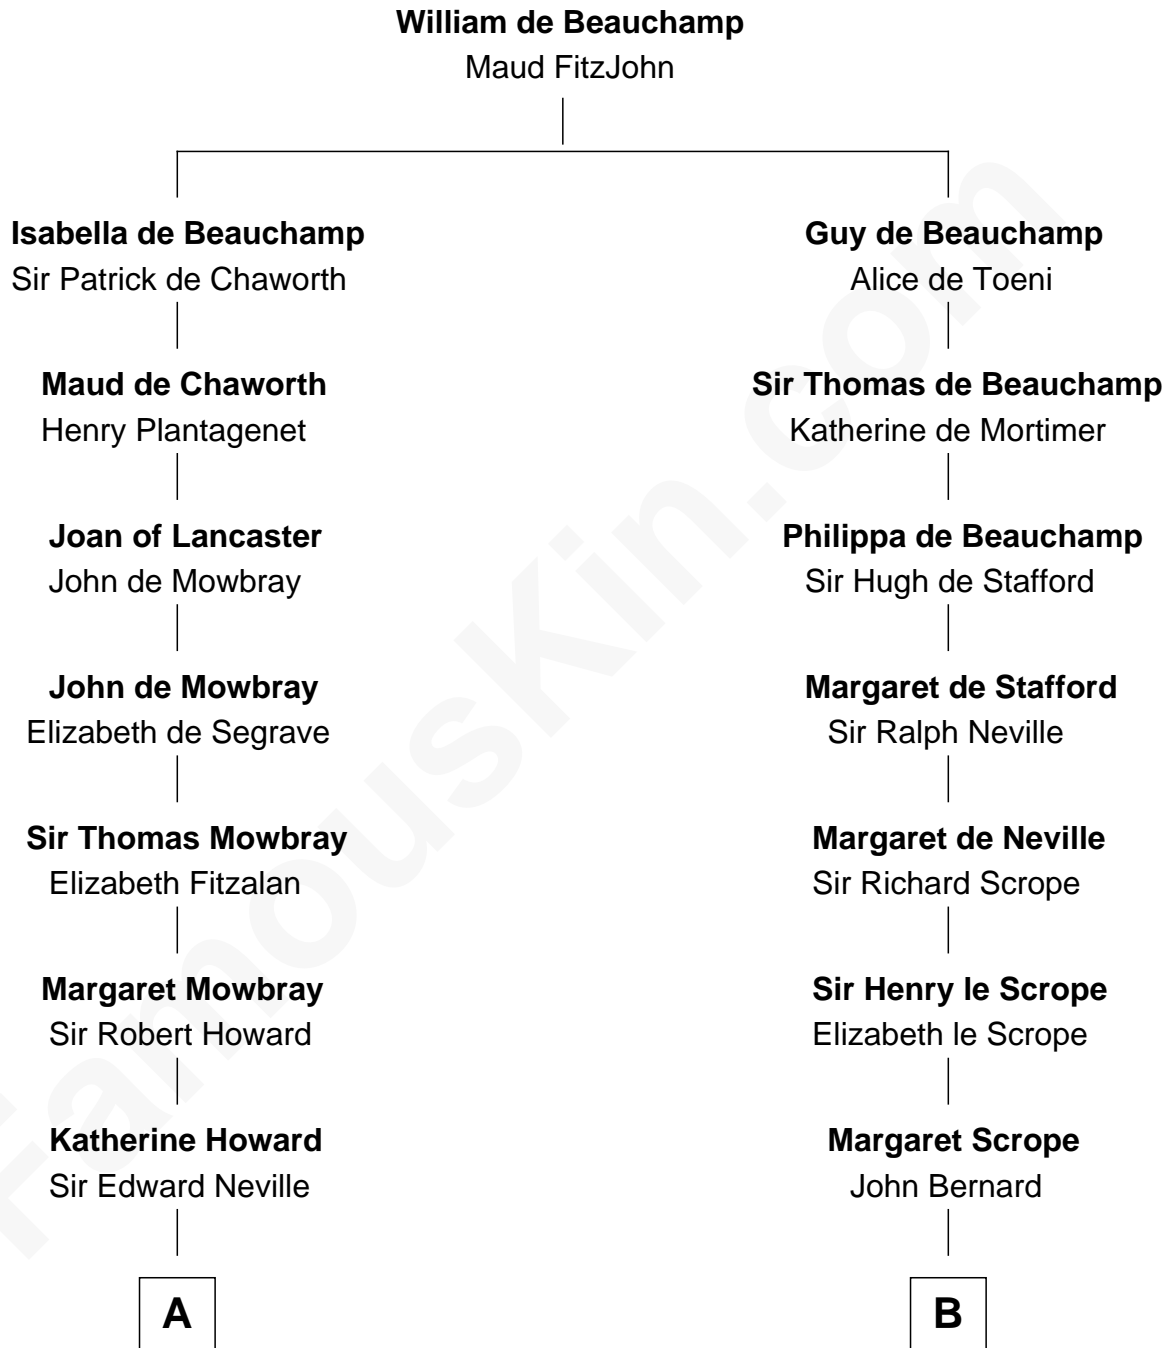 William de Beauchamp
Maud FitzJohn
Isabella de Beauchamp
Sir Patrick de Chaworth
Guy de Beauchamp
Alice de Toeni
Maud de Chaworth
Henry Plantagenet
Sir Thomas de Beauchamp
Katherine de Mortimer
Joan of Lancaster
John de Mowbray
Philippa de Beauchamp
Sir Hugh de Stafford
John de Mowbray
Elizabeth de Segrave
Margaret de Stafford
Sir Ralph Neville
Sir Thomas Mowbray
Elizabeth Fitzalan
Margaret de Neville
Sir Richard Scrope
Margaret Mowbray
Sir Robert Howard
Sir Henry le Scrope
Elizabeth le Scrope
Katherine Howard
Sir Edward Neville
Margaret Scrope
John Bernard
A
B
FamousKin.com